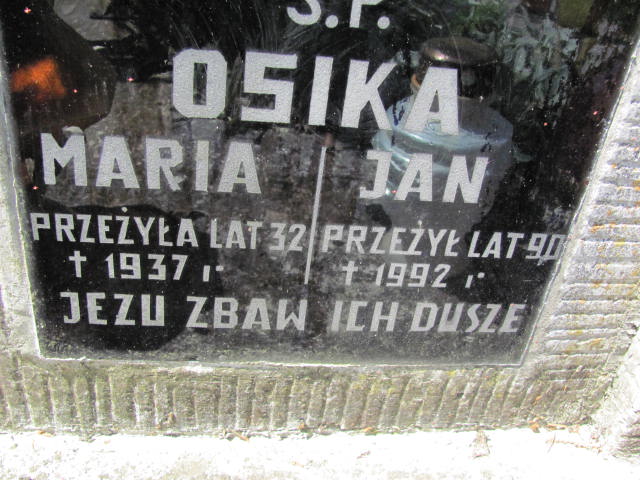 Ś.P.
OSIKA
MARIA JAN
PRZEŻYŁA LAT 32 PRZEŻYŁ LAT 90
† 1937 r † 1992 r
JEZU ZBAW ICH DUSZE